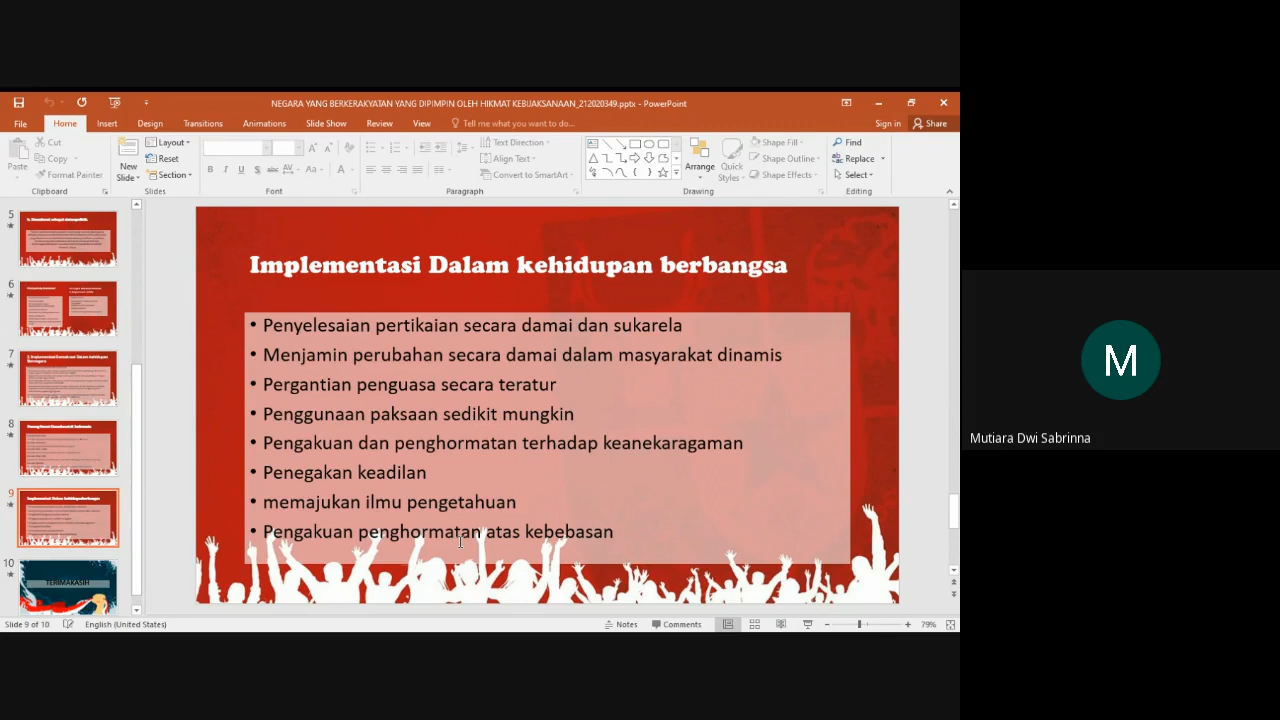 NEGARA YANG BERKERAKYATAN YANG DIPIMPIN OLEH HIKMAT KEBIJAKSANAAN_212020349.pptx - PowerPoint
File Home Insert Design Transitions Animations Slide Show Review View Tell me what you want to do... Sign in Share
Paste
Cut
Copy
Format Painter
Clipboard
New
Slide
Layout
Reset
Section
Slides
Font
Text Direction
Align Text
Convert to SmartArt
Paragraph
Arrange
Quick
Styles
Shape Fill
Shape Outline
Shape Effects
Drawing
Find
Replace
Select
Editing
5
6
7
8
9
10
TERIMAKASIH
Implementasi Dalam kehidupan berbangsa
• Penyelesaian pertikaian secara damai dan sukarela
• Menjamin perubahan secara damai dalam masyarakat dinamis
• Pergantian penguasa secara teratur
• Penggunaan paksaan sedikit mungkin
• Pengakuan dan penghormatan terhadap keanekaragaman
• Penegakan keadilan
• memajukan ilmu pengetahuan
• Pengakuan penghormatan atas kebebasan
Slide 9 of 10 English (United States) Notes Comments 79%
M
Mutiara Dwi Sabrinna